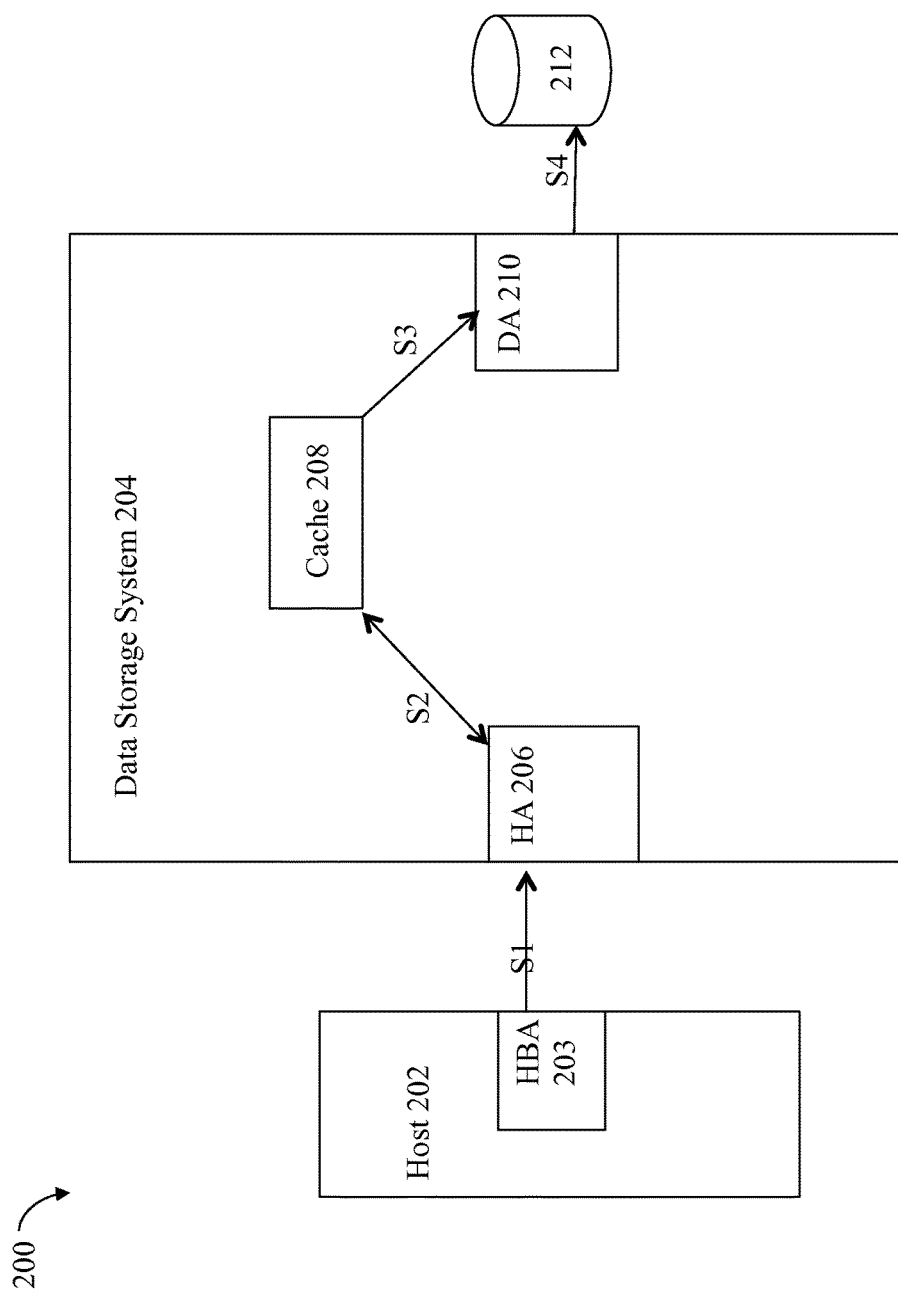 200
Host 202
HBA
203
S1
Data Storage System 204
HA 206
S2
Cache 208
S3
DA 210
S4
212